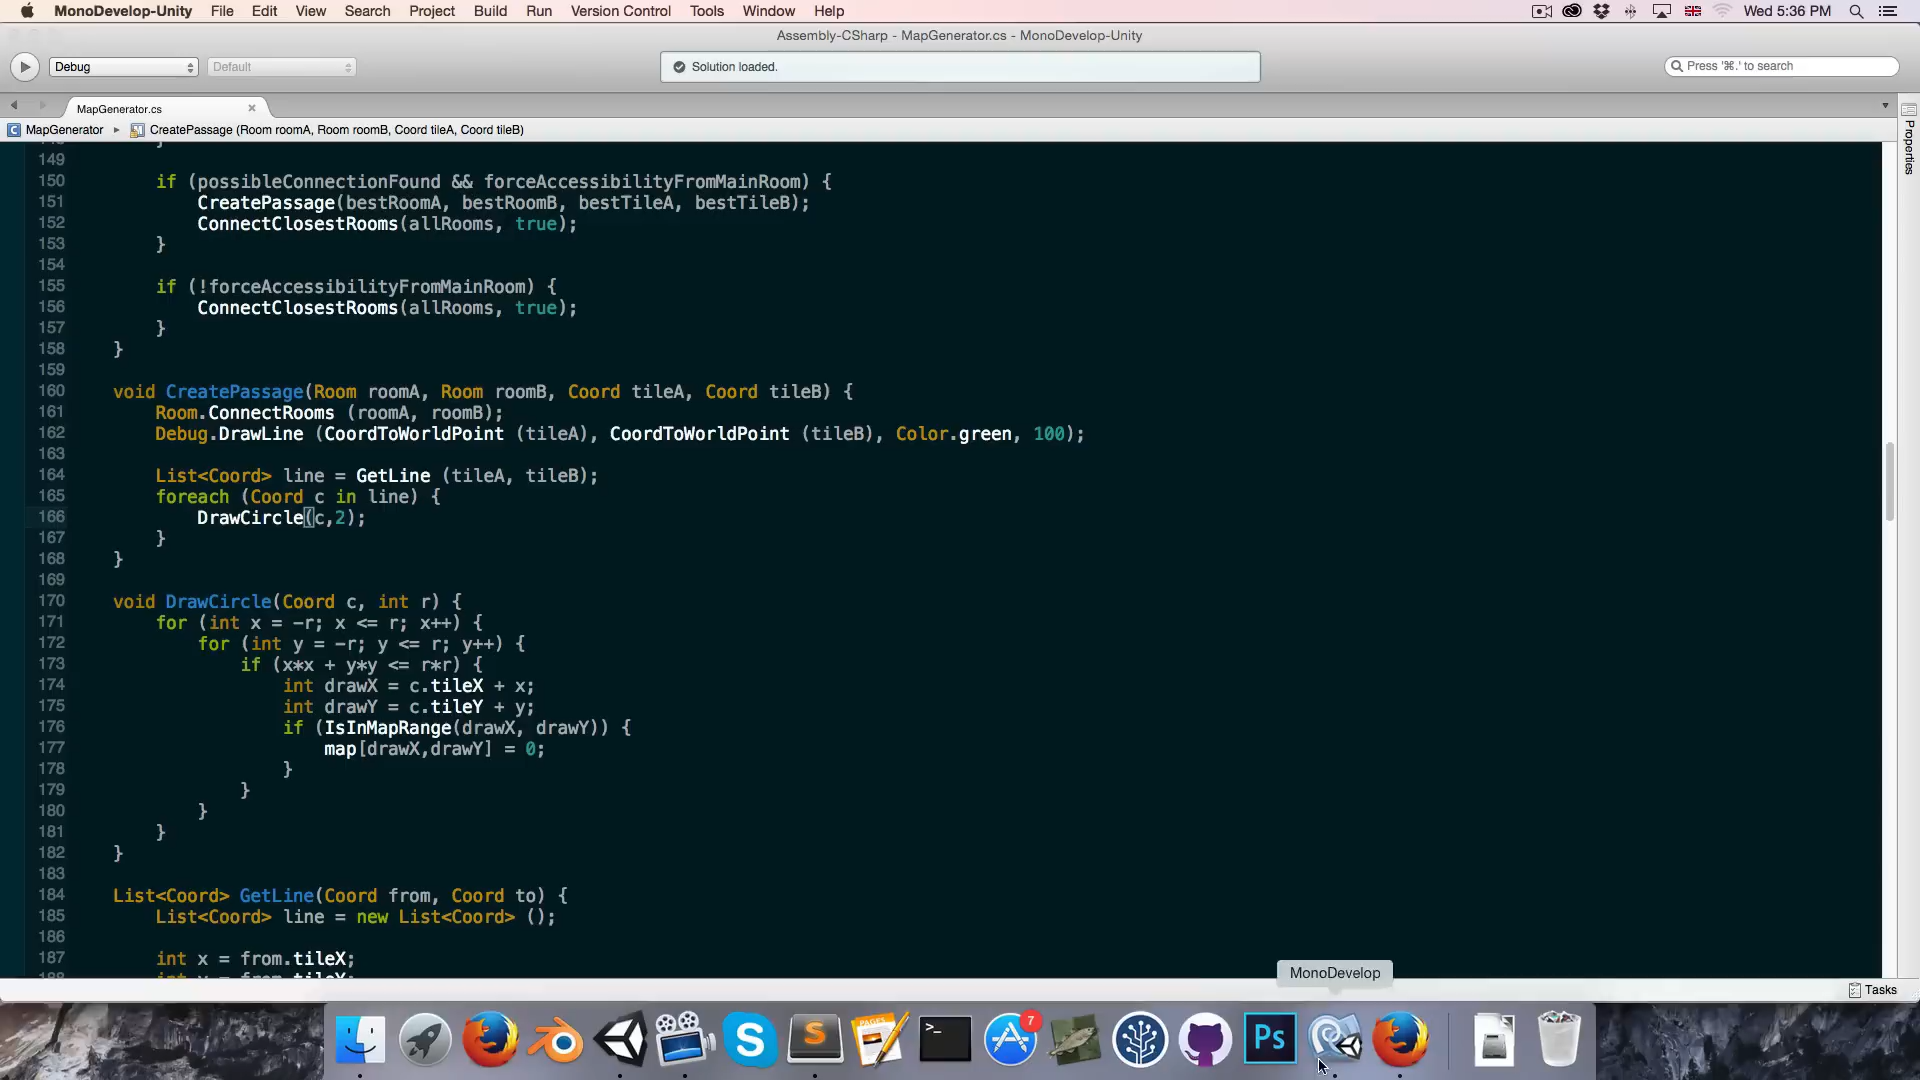 MonoDevelop-Unity File Edit View Search Project Build Run Version Control Tools Window Help Wed 5:36 PM
Assembly-CSharp - MapGenerator.cs - MonoDevelop-Unity
Debug Default Solution loaded. Press '⌘.' to search
MapGenerator.cs
MapGenerator CreatePassage (Room roomA, Room roomB, Coord tileA, Coord tileB)
Properties
149
150 if (possibleConnectionFound && forceAccessibilityFromMainRoom) {
151 CreatePassage(bestRoomA, bestRoomB, bestTileA, bestTileB);
152 ConnectClosestRooms(allRooms, true);
153 }
154
155 if (!forceAccessibilityFromMainRoom) {
156 ConnectClosestRooms(allRooms, true);
157 }
158 }
159
160 void CreatePassage(Room roomA, Room roomB, Coord tileA, Coord tileB) {
161 Room.ConnectRooms (roomA, roomB);
162 Debug.DrawLine (CoordToWorldPoint (tileA), CoordToWorldPoint (tileB), Color.green, 100);
163
164 List<Coord> line = GetLine (tileA, tileB);
165 foreach (Coord c in line) {
166 DrawCircle(c,2);
167 }
168 }
169
170 void DrawCircle(Coord c, int r) {
171 for (int x = -r; x <= r; x++) {
172 for (int y = -r; y <= r; y++) {
173 if (x*x + y*y <= r*r) {
174 int drawX = c.tileX + x;
175 int drawY = c.tileY + y;
176 if (IsInMapRange(drawX, drawY)) {
177 map[drawX,drawY] = 0;
178 }
179 }
180 }
181 }
182 }
183
184 List<Coord> GetLine(Coord from, Coord to) {
185 List<Coord> line = new List<Coord> ();
186
187 int x = from.tileX;
MonoDevelop
Tasks
7
S
PAGES
>_
Ps